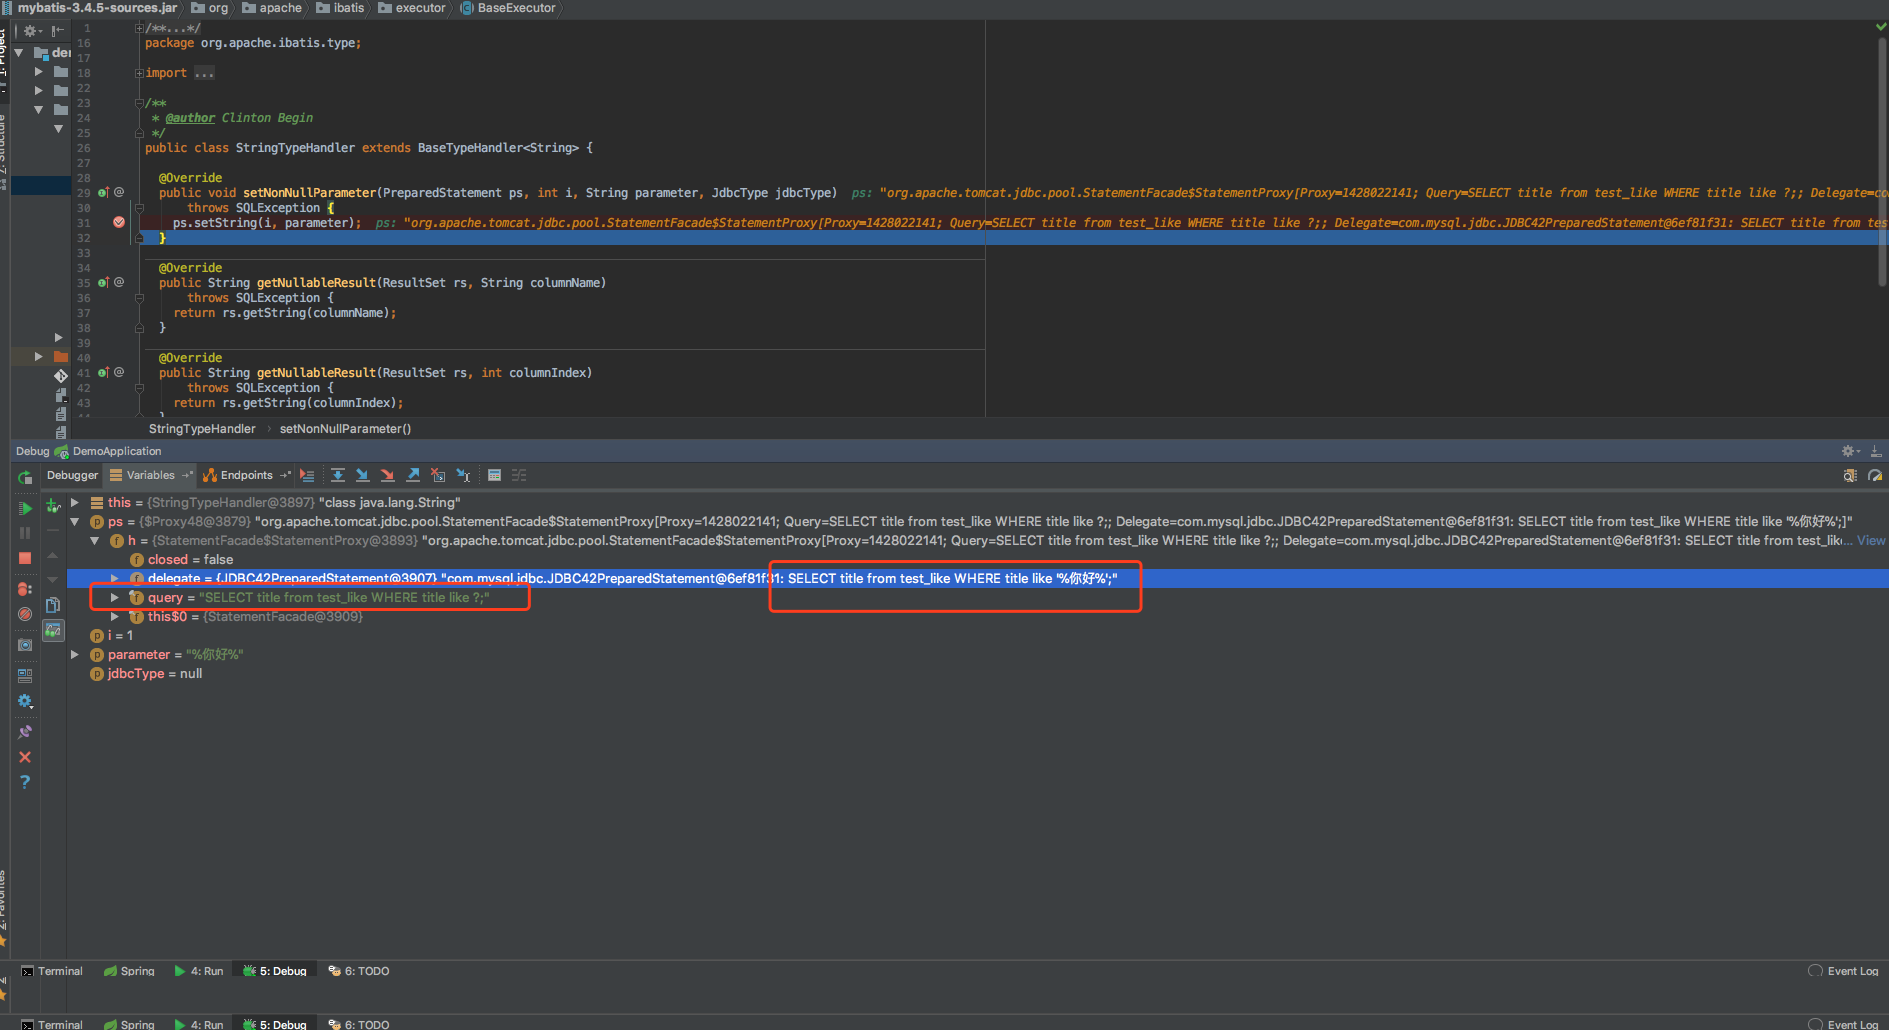 mybatis-3.4.5-sources.jar org apache ibatis executor BaseExecutor
1: Project
der
1 /**...*/
16 package org.apache.ibatis.type;
17
18 import ...
22
23 /**
24 * @author Clinton Begin
25 */
26 public class StringTypeHandler extends BaseTypeHandler<String> {
27
28 @Override
29 public void setNonNullParameter(PreparedStatement ps, int i, String parameter, JdbcType jdbcType) ps: "org.apache.tomcat.jdbc.pool.StatementFacade$StatementProxy[Proxy=1428022141; Query=SELECT title from test_like WHERE title like ?;; Delegate=co
30 throws SQLException {
31 ps.setString(i, parameter); ps: "org.apache.tomcat.jdbc.pool.StatementFacade$StatementProxy[Proxy=1428022141; Query=SELECT title from test_like WHERE title like ?;; Delegate=com.mysql.jdbc.JDBC42PreparedStatement@6ef81f31: SELECT title from tes
32 }
33
34 @Override
35 public String getNullableResult(ResultSet rs, String columnName)
36 throws SQLException {
37 return rs.getString(columnName);
38 }
39
40 @Override
41 public String getNullableResult(ResultSet rs, int columnIndex)
42 throws SQLException {
43 return rs.getString(columnIndex);
44 }
StringTypeHandler › setNonNullParameter()
Z: Structure
Debug DemoApplication
Debugger Variables →" Endpoints →"
this = {StringTypeHandler@3897} "class java.lang.String"
ps = {$Proxy48@3879} "org.apache.tomcat.jdbc.pool.StatementFacade$StatementProxy[Proxy=1428022141; Query=SELECT title from test_like WHERE title like ?;; Delegate=com.mysql.jdbc.JDBC42PreparedStatement@6ef81f31: SELECT title from test_like WHERE title like '%你好%';]"
h = {StatementFacade$StatementProxy@3893} "org.apache.tomcat.jdbc.pool.StatementFacade$StatementProxy[Proxy=1428022141; Query=SELECT title from test_like WHERE title like ?;; Delegate=com.mysql.jdbc.JDBC42PreparedStatement@6ef81f31: SELECT title from test_lik... View
closed = false
delegate = {JDBC42PreparedStatement@3907} "com.mysql.jdbc.JDBC42PreparedStatement@6ef81f31: SELECT title from test_like WHERE title like '%你好%';"
query = "SELECT title from test_like WHERE title like ?;"
this$0 = {StatementFacade@3909}
i = 1
parameter = "%你好%"
jdbcType = null
2: Favorites
Terminal Spring 4: Run 5: Debug 6: TODO Event Log
Terminal Spring 4: Run 5: Debug 6: TODO Event Log